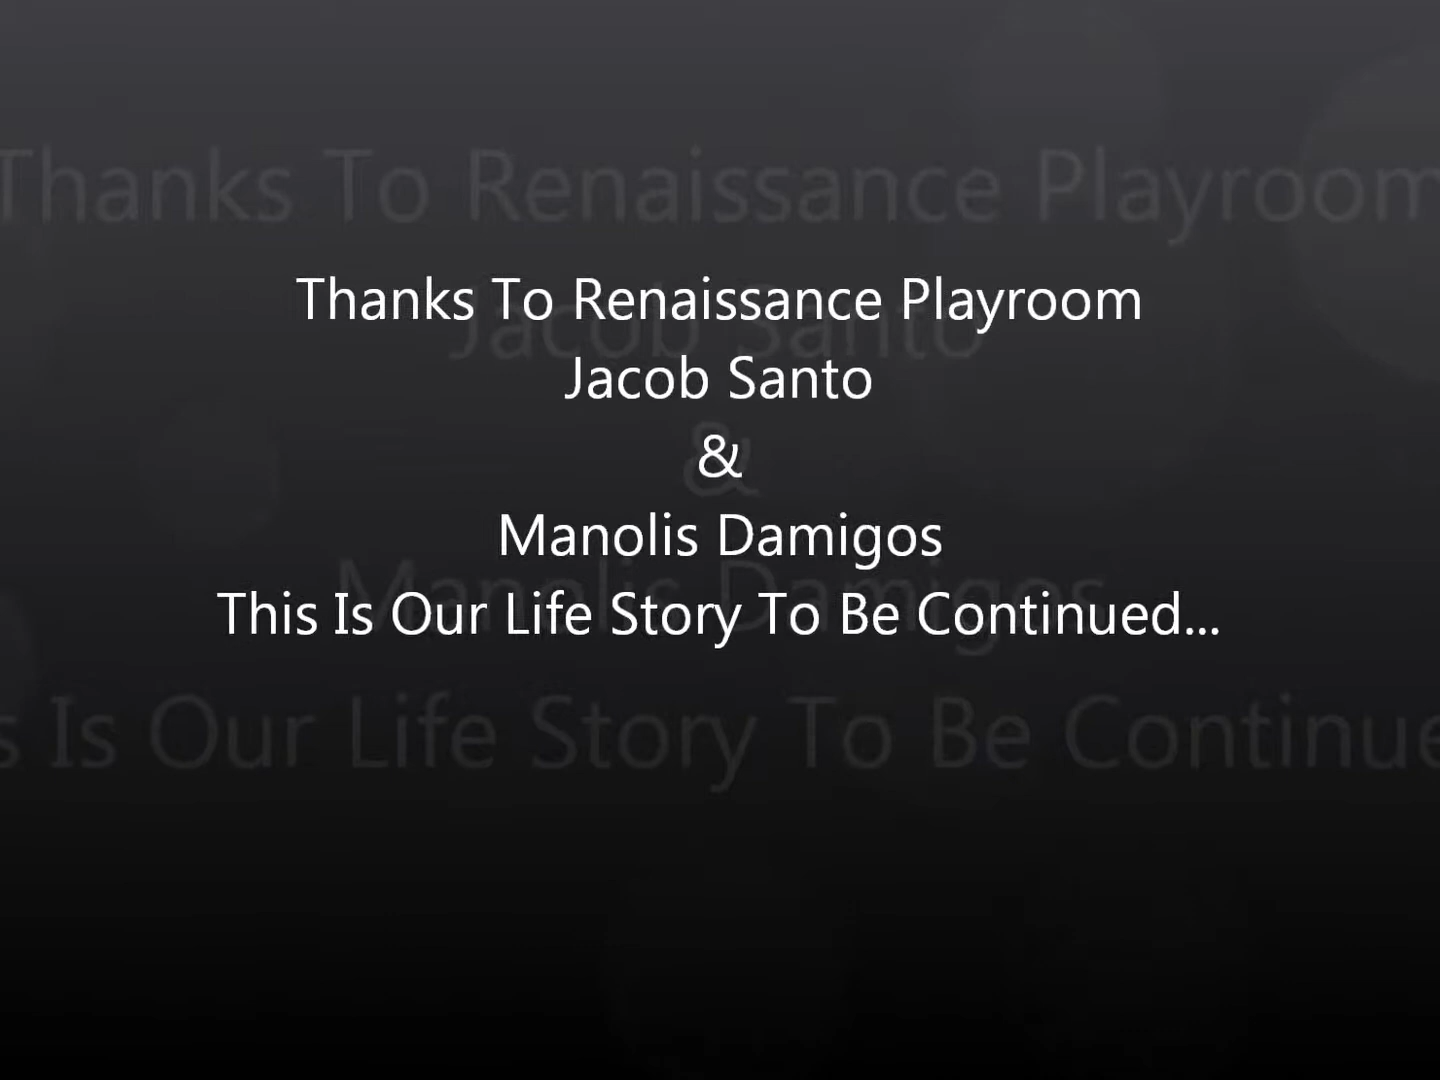 Thanks To Renaissance Playroom
Jacob Santo
&
Manolis Damigos
This Is Our Life Story To Be Continued...